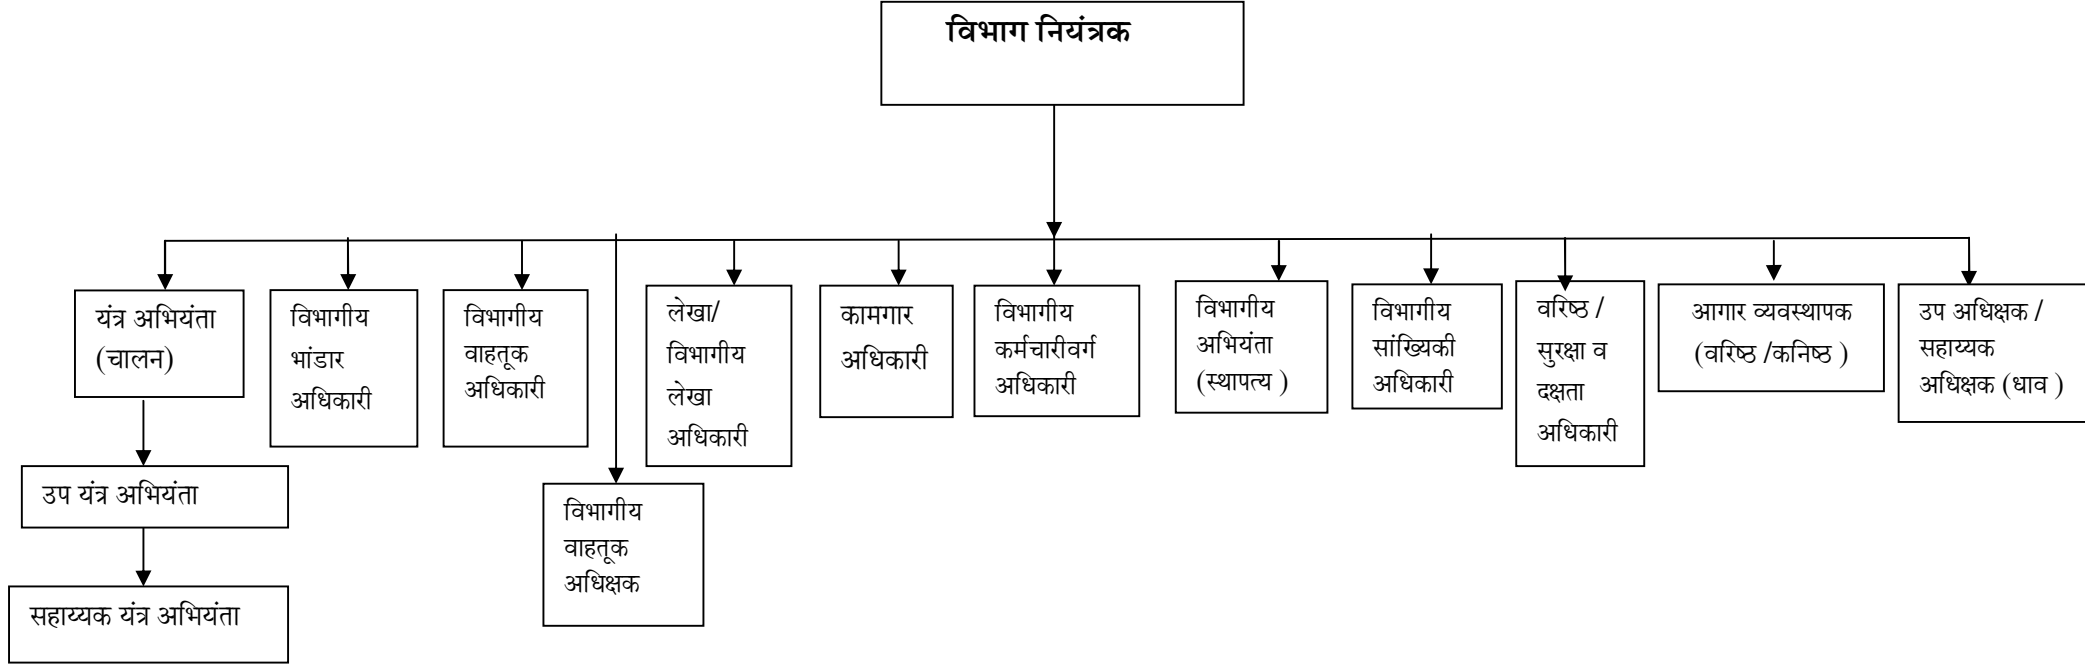 विभाग नियंत्रक
यंत्र अभियंता
(चालन)
विभागीय
भांडार
अधिकारी
विभागीय
वाहतूक
अधिकारी
लेखा/
विभागीय
लेखा
अधिकारी
कामगार
अधिकारी
विभागीय
कर्मचारीवर्ग
अधिकारी
विभागीय
अभियंता
(स्थापत्य )
विभागीय
सांख्यिकी
अधिकारी
वरिष्ठ /
सुरक्षा व
दक्षता
अधिकारी
आगार व्यवस्थापक
(वरिष्ठ /कनिष्ठ )
उप अधिक्षक /
सहाय्यक
अधिक्षक (धाव )
उप यंत्र अभियंता
विभागीय
वाहतूक
अधिक्षक
सहाय्यक यंत्र अभियंता